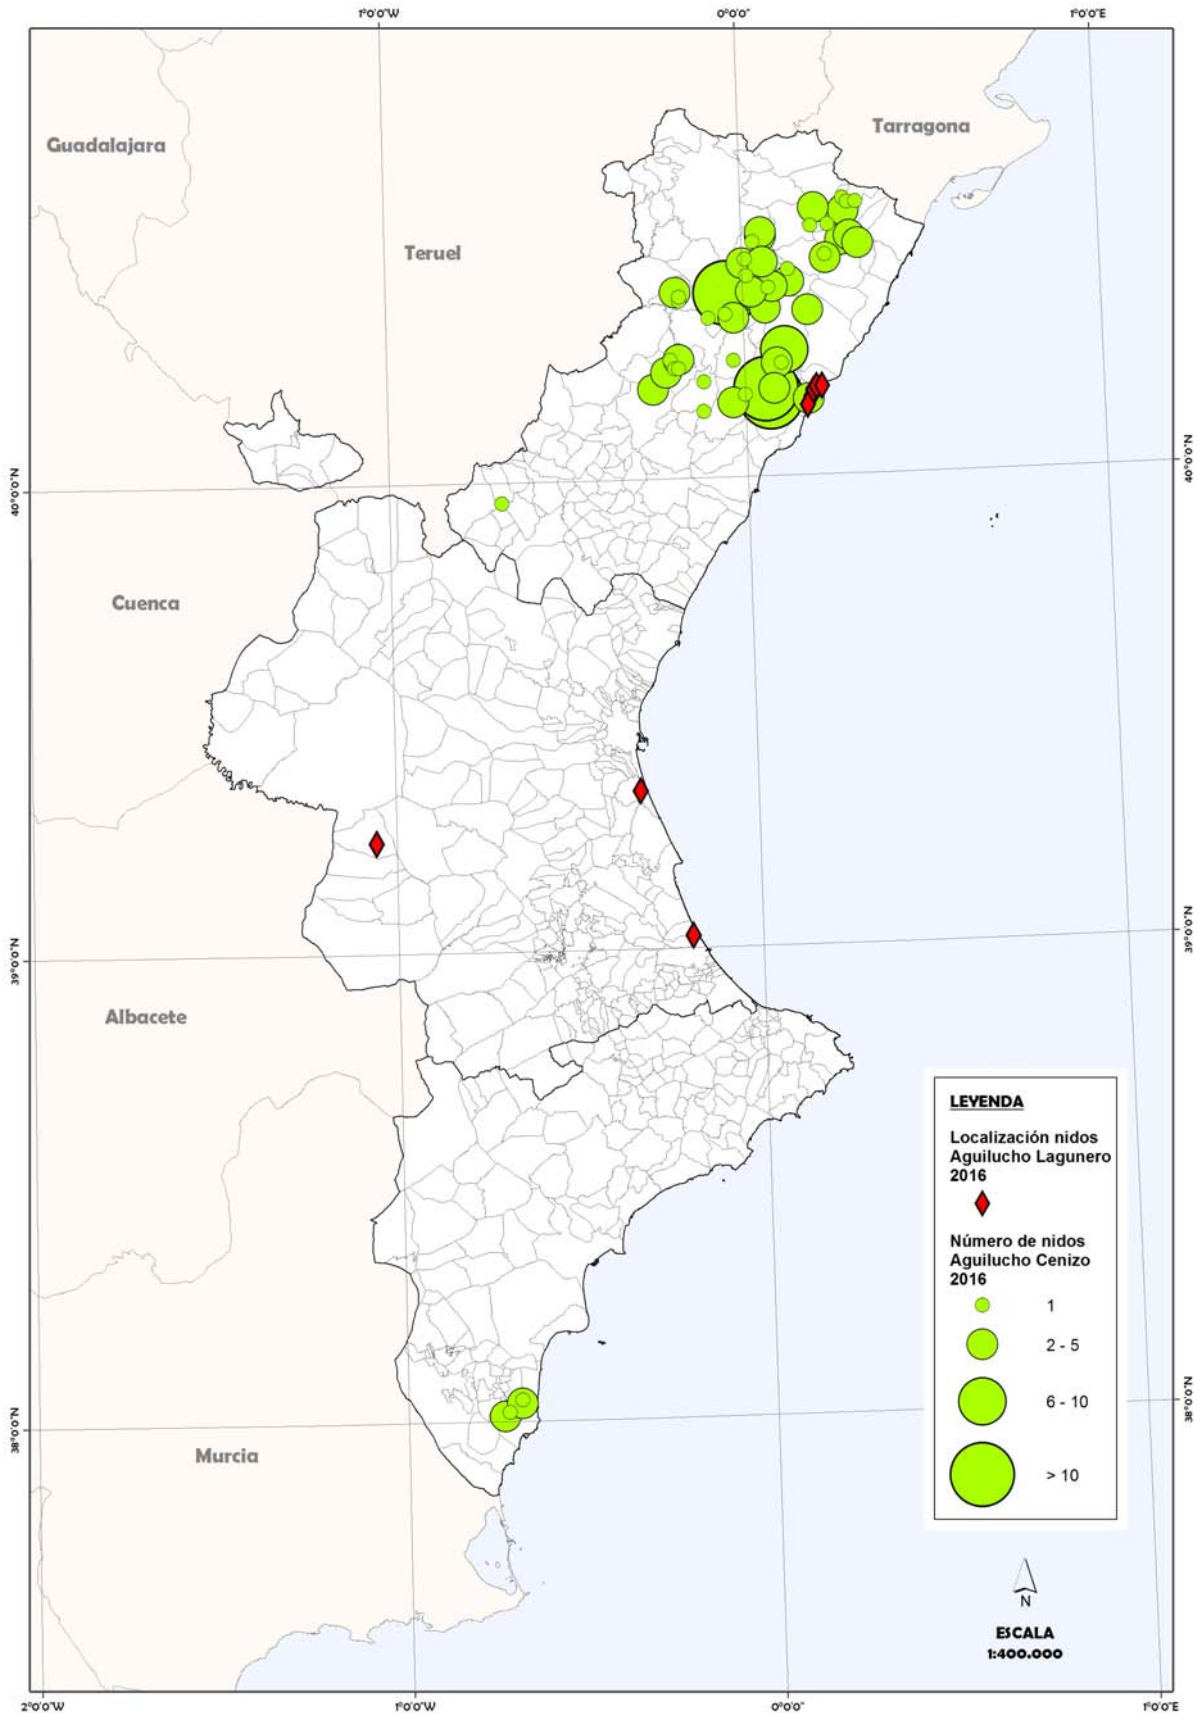 1°0'0"W
0°0'0"
1°0'0"E
Guadalajara
Tarragona
Teruel
40°0'0"N
40°0'0"N
Cuenca
39°0'0"N
39°0'0"N
Albacete
LEYENDA
Localización nidos
Aguilucho Lagunero
2016
Número de nidos
Aguilucho Cenizo
2016
1
2 - 5
6 - 10
> 10
38°0'0"N
38°0'0"N
Murcia
N
ESCALA
1:400.000
2°0'0"W
1°0'0"W
0°0'0"
1°0'0"E